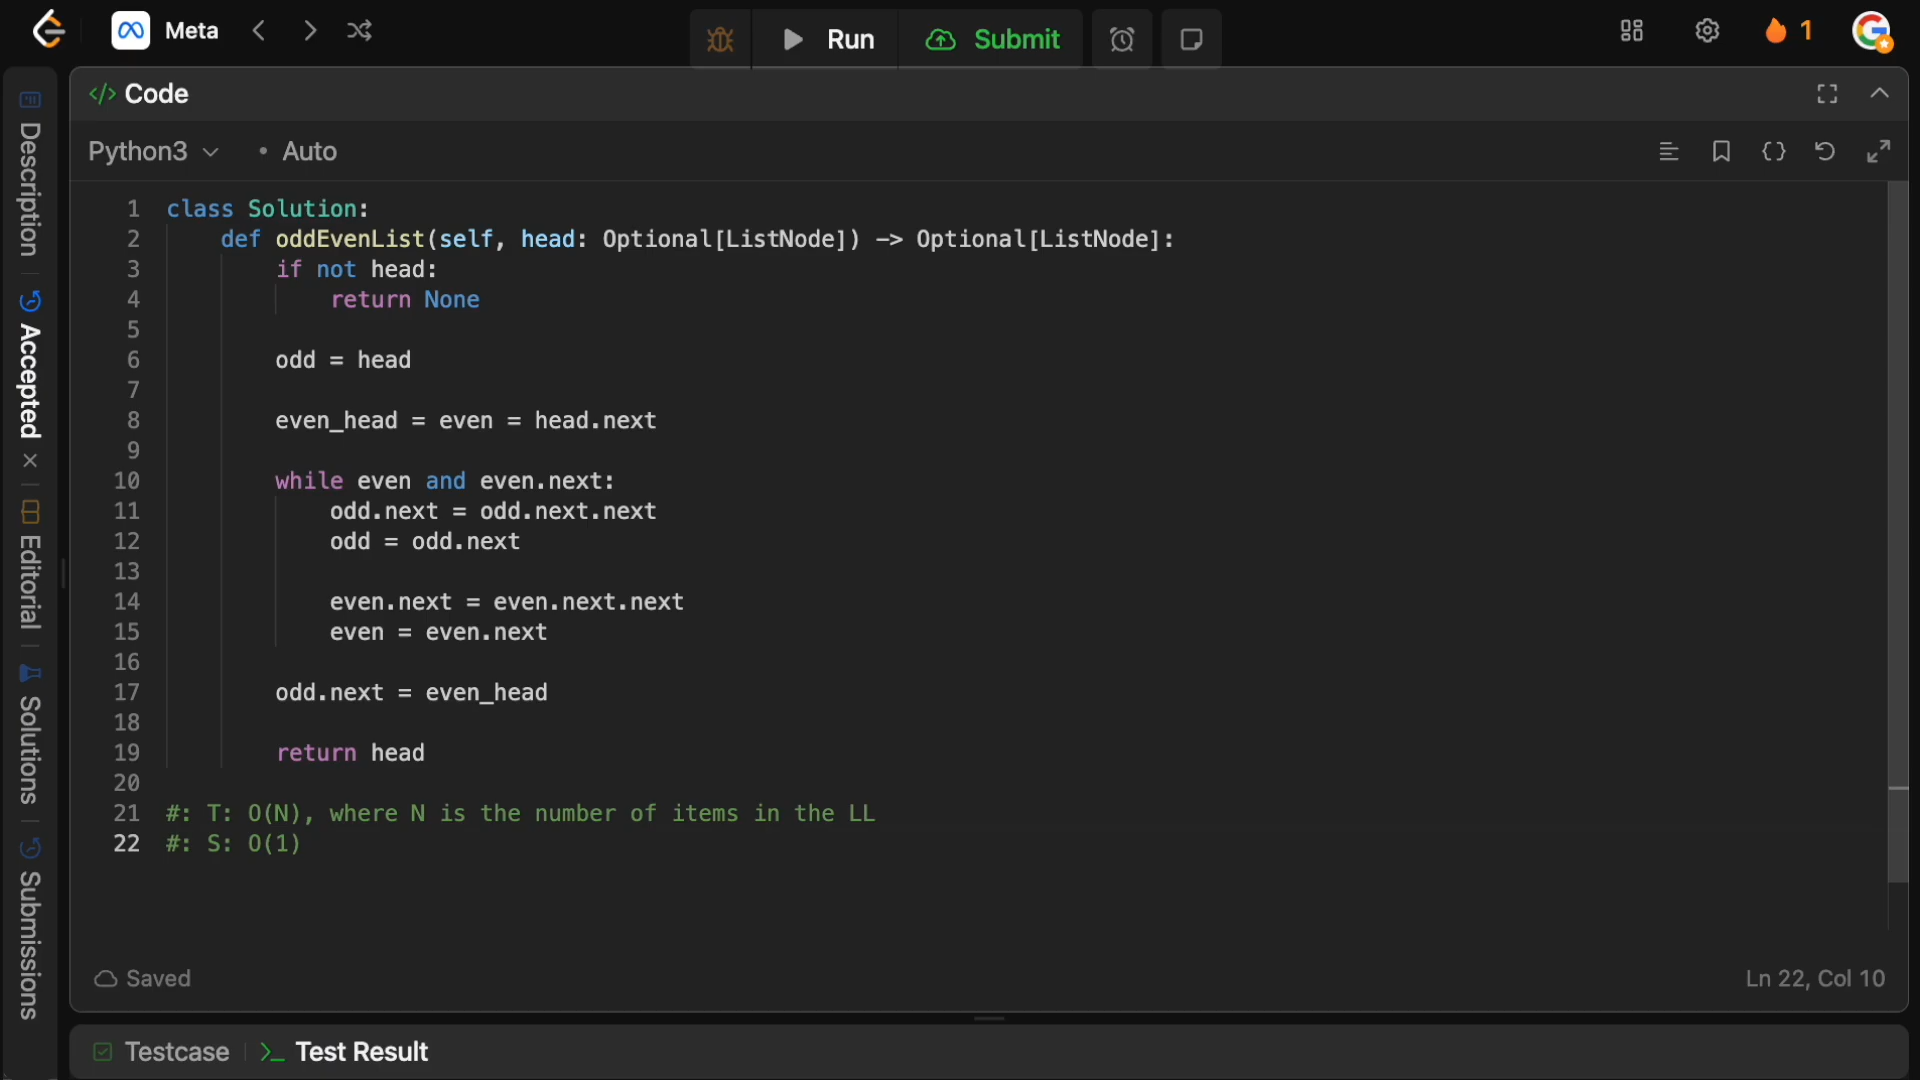 Meta
Run
Submit
1
</> Code
Python3
• Auto
1 class Solution:
2 def oddEvenList(self, head: Optional[ListNode]) -> Optional[ListNode]:
3 if not head:
4 return None
5
6 odd = head
7
8 even_head = even = head.next
9
10 while even and even.next:
11 odd.next = odd.next.next
12 odd = odd.next
13
14 even.next = even.next.next
15 even = even.next
16
17 odd.next = even_head
18
19 return head
20
21 #: T: O(N), where N is the number of items in the LL
22 #: S: O(1)
Saved
Ln 22, Col 10
Testcase
>_ Test Result
Description
Accepted
Editorial
Solutions
Submissions